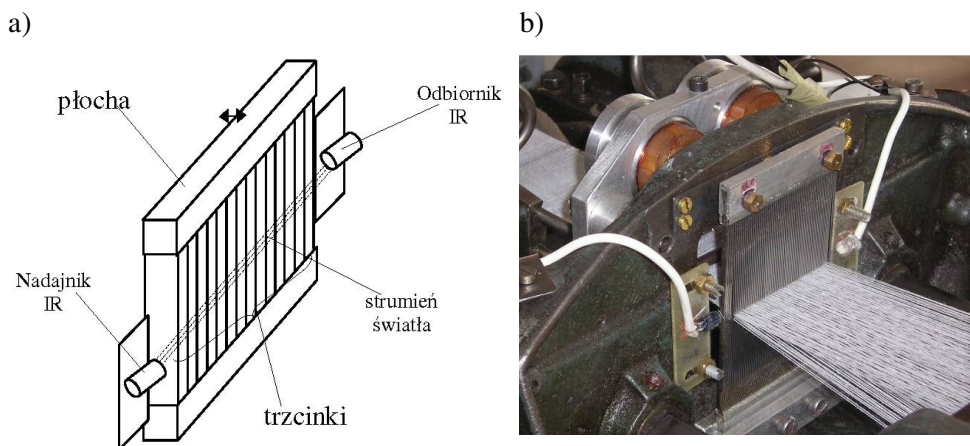 a)
b)
płocha
Odbiornik
IR
Nadajnik
IR
strumień
światła
trzcinki